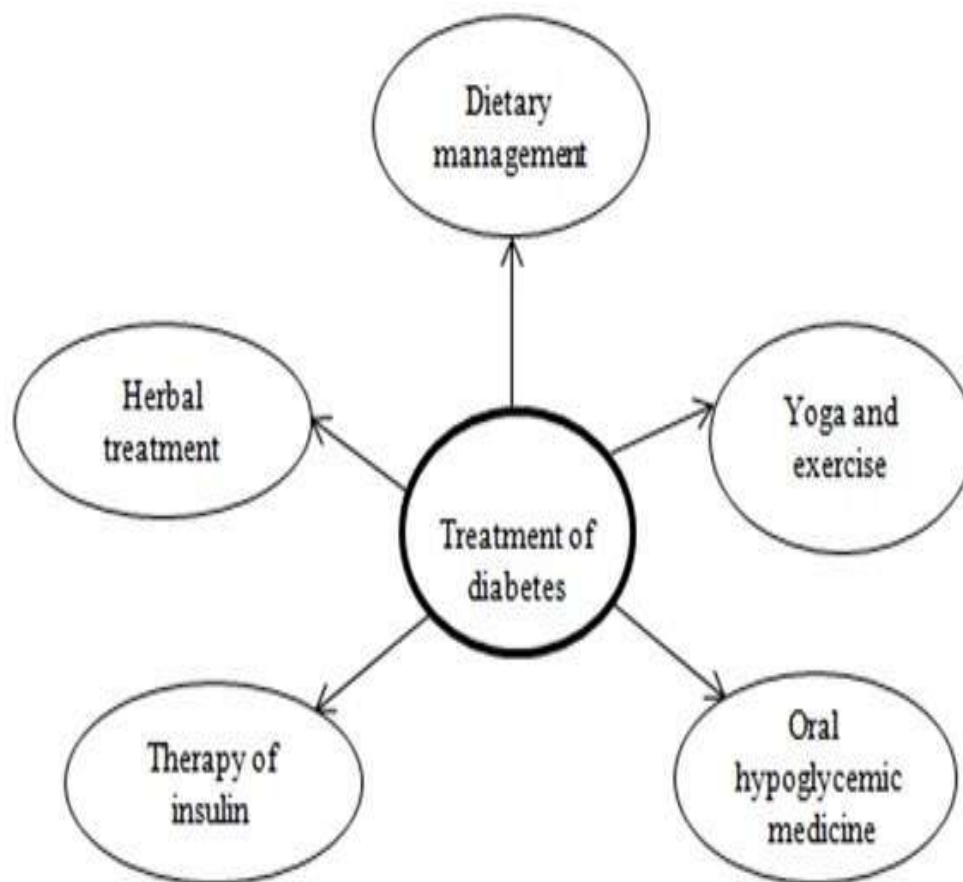 Dietary
management
Herbal
treatment
Yoga and
exercise
Treatment of
diabetes
Therapy of
insulin
Oral
hypoglycemic
medicine